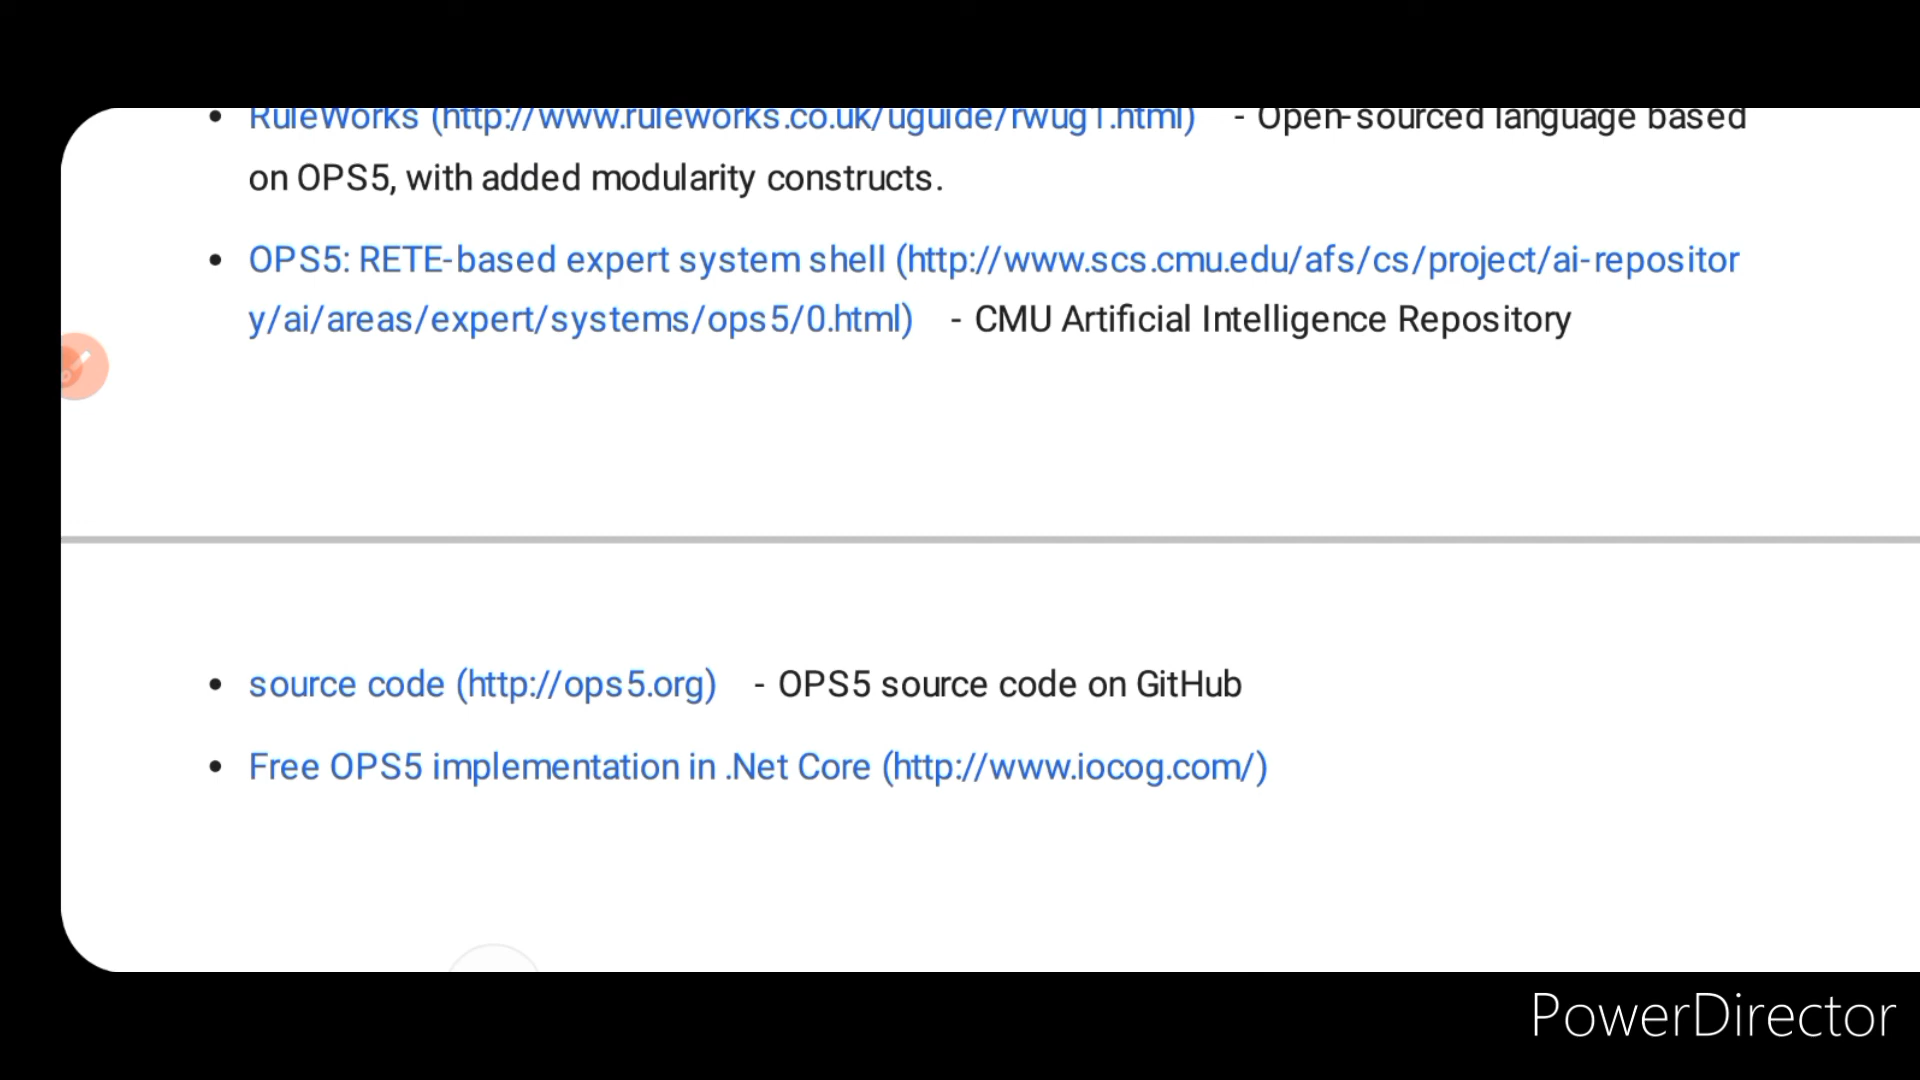 • RuleWorks (http://www.ruleworks.co.uk/uguide/rwug1.html) - Open-sourced language based
on OPS5, with added modularity constructs.
• OPS5: RETE-based expert system shell (http://www.scs.cmu.edu/afs/cs/project/ai-repositor
y/ai/areas/expert/systems/ops5/0.html) - CMU Artificial Intelligence Repository
• source code (http://ops5.org) - OPS5 source code on GitHub
• Free OPS5 implementation in .Net Core (http://www.iocog.com/)
PowerDirector